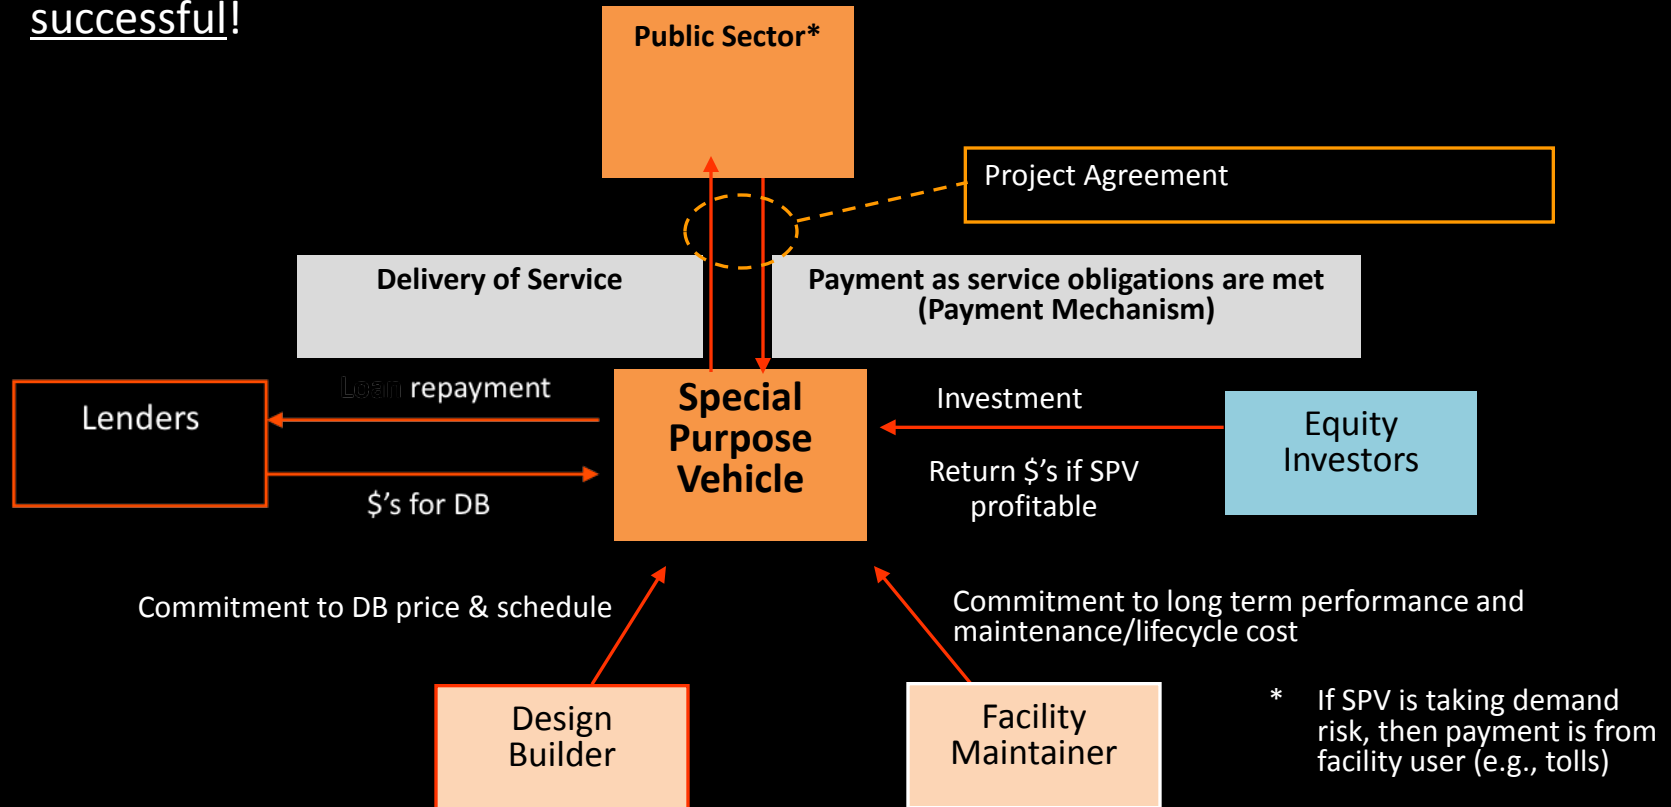 successful!
Public Sector*
Project Agreement
Delivery of Service
Payment as service obligations are met
(Payment Mechanism)
Lenders
Loan repayment
$'s for DB
Special
Purpose
Vehicle
Investment
Return $'s if SPV
profitable
Equity
Investors
Commitment to DB price & schedule
Commitment to long term performance and
maintenance/lifecycle cost
Design
Builder
Facility
Maintainer
* If SPV is taking demand
risk, then payment is from
facility user (e.g., tolls)